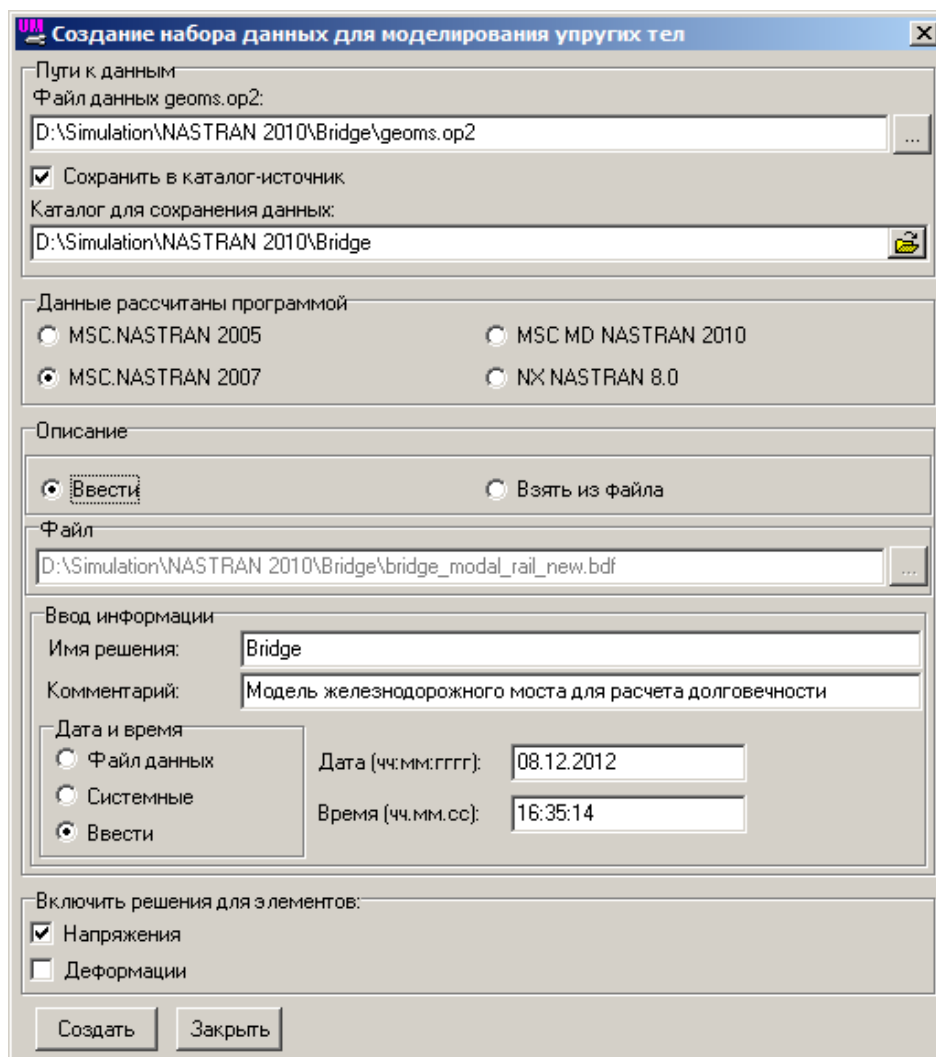 UM
Создание набора данных для моделирования упругих тел
Пути к данным
Файл данных geoms.op2:
D:\Simulation\NASTRAN 2010\Bridge\geoms.op2
...
Сохранить в каталог-источник
Каталог для сохранения данных:
D:\Simulation\NASTRAN 2010\Bridge
Данные рассчитаны программой
MSC.NASTRAN 2005 MSC MD NASTRAN 2010
MSC.NASTRAN 2007 NX NASTRAN 8.0
Описание
Ввести Взять из файла
Файл
D:\Simulation\NASTRAN 2010\Bridge\bridge_modal_rail_new.bdf
...
Ввод информации
Имя решения: Bridge
Комментарий: Модель железнодорожного моста для расчета долговечности
Дата и время
Файл данных
Системные
Ввести
Дата (чч:мм:гггг): 08.12.2012
Время (чч.мм.сс): 16:35:14
Включить решения для элементов:
Напряжения
Деформации
Создать Закрыть